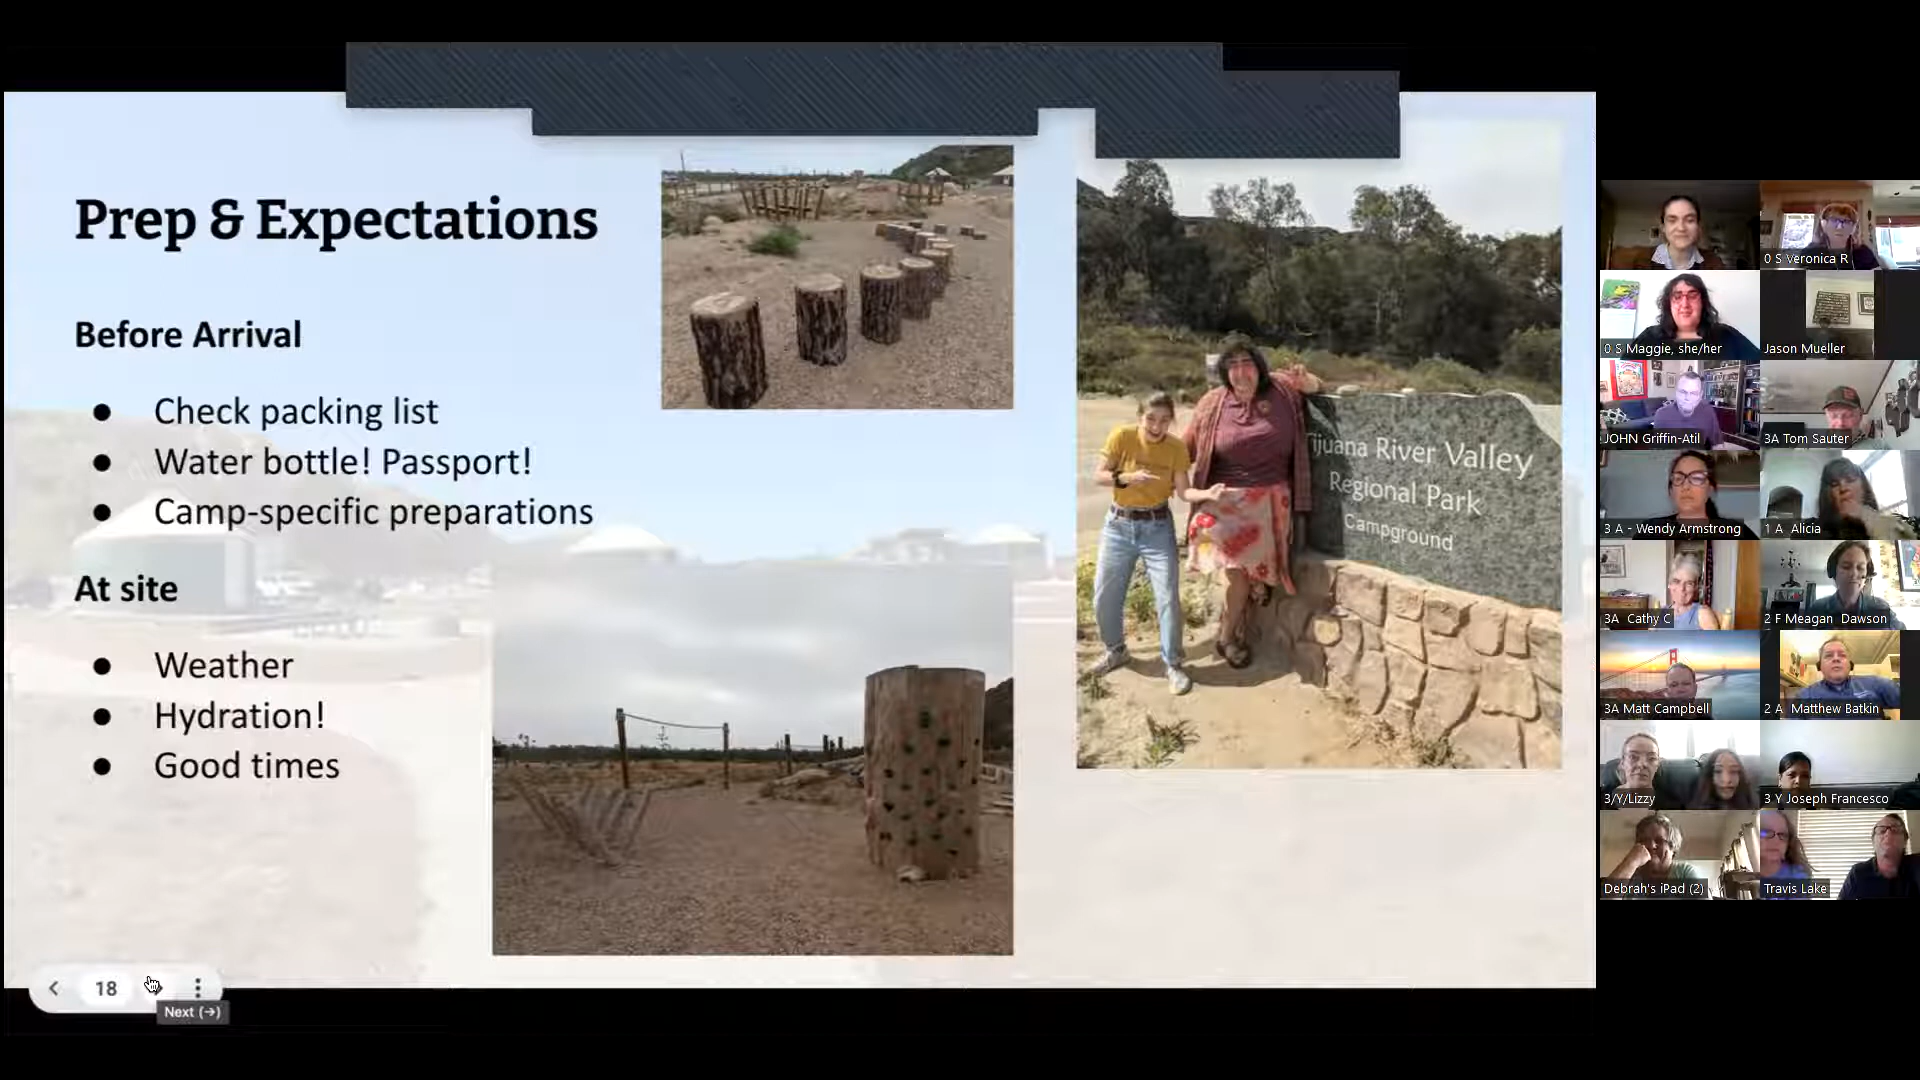 Prep & Expectations
Before Arrival
● Check packing list
● Water bottle! Passport!
● Camp-specific preparations
At site
● Weather
● Hydration!
● Good times
ijuana River Valley
Regional Park
Campground
18
Next (→)
0 S Veronica R
0 S Maggie, she/her
Jason Mueller
JOHN Griffin-Atil
3A Tom Sauter
3 A - Wendy Armstrong
1 A Alicia
3A Cathy C
2 F Meagan Dawson
3A Matt Campbell
2 A Matthew Batkin
3/Y/Lizzy
3 Y Joseph Francesco
Debrah's iPad (2)
Travis Lake